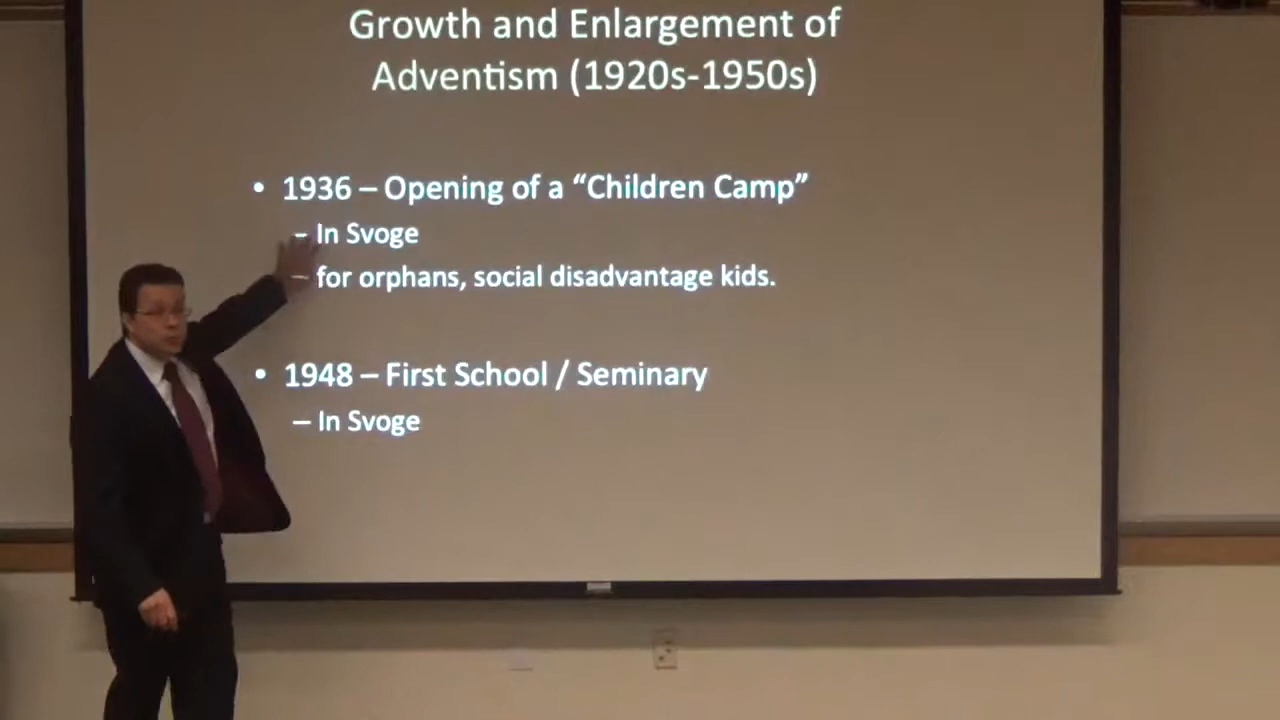 Growth and Enlargement of
Adventism (1920s-1950s)
• 1936 – Opening of a “Children Camp”
– In Svoge
– for orphans, social disadvantage kids.
• 1948 – First School / Seminary
– In Svoge